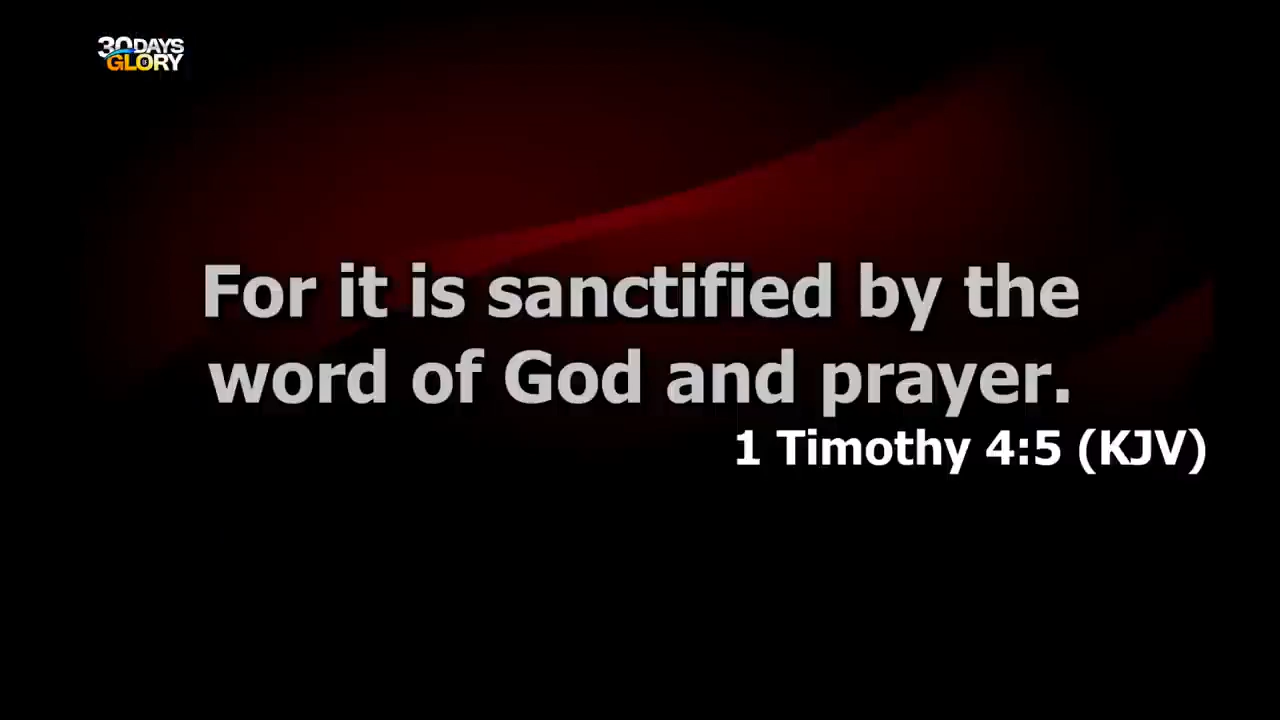 30DAYS
GLORY
For it is sanctified by the
word of God and prayer.
1 Timothy 4:5 (KJV)